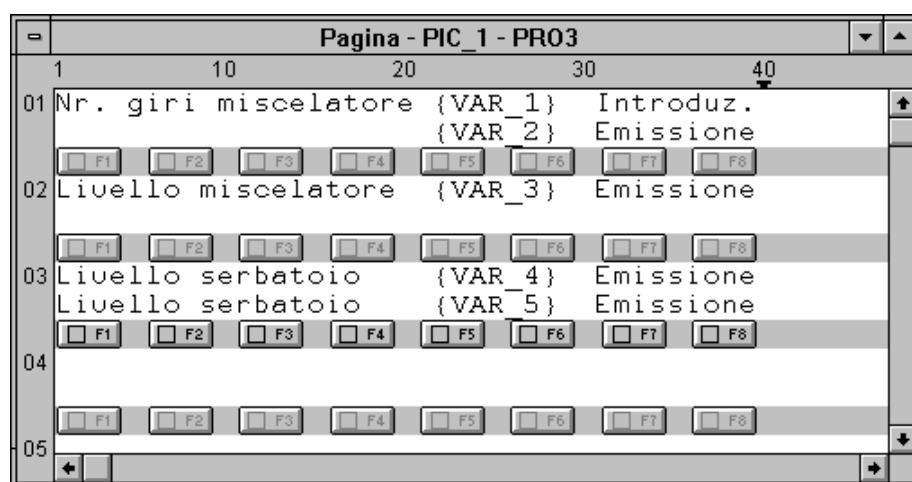 Pagina - PIC_1 - PRO3
1 10 20 30 40
01 Nr. giri miscelatore {VAR_1} Introduz.
{VAR_2} Emissione
F1 F2 F3 F4 F5 F6 F7 F8
02 Livello miscelatore {VAR_3} Emissione
F1 F2 F3 F4 F5 F6 F7 F8
03 Livello serbatoio {VAR_4} Emissione
Livello serbatoio {VAR_5} Emissione
F1 F2 F3 F4 F5 F6 F7 F8
04
F1 F2 F3 F4 F5 F6 F7 F8
05